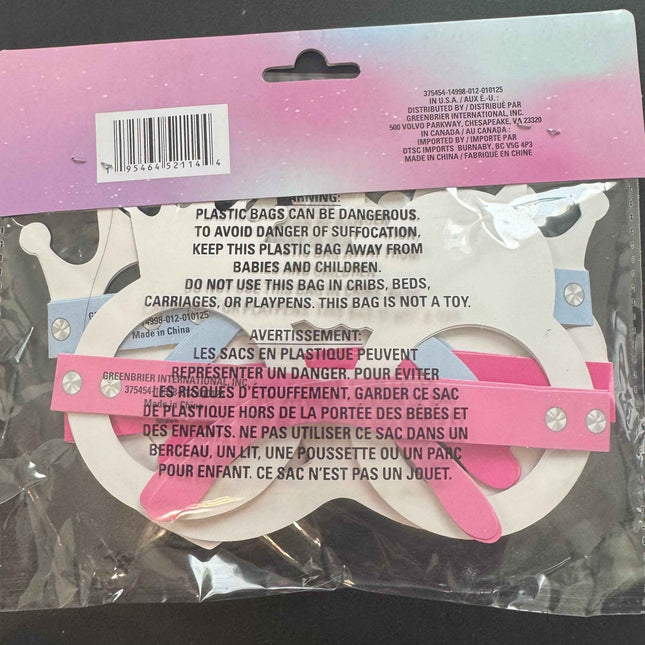 375454-14998-012-010125
IN U.S.A. / AUX É.-U. :
DISTRIBUTED BY / DISTRIBUÉ PAR
GREENBRIER INTERNATIONAL, INC.
500 VOLVO PARKWAY, CHESAPEAKE, VA 23320
IN CANADA / AU CANADA :
IMPORTED BY / IMPORTÉ PAR
DTSC IMPORTS BURNABY, BC V5G 4P3
MADE IN CHINA / FABRIQUÉ EN CHINE
1 95464 52114 4
WARNING:
PLASTIC BAGS CAN BE DANGEROUS.
TO AVOID DANGER OF SUFFOCATION,
KEEP THIS PLASTIC BAG AWAY FROM
BABIES AND CHILDREN.
DO NOT USE THIS BAG IN CRIBS, BEDS,
CARRIAGES, OR PLAYPENS. THIS BAG IS NOT A TOY.
14998-012-010125
Made in China
AVERTISSEMENT:
LES SACS EN PLASTIQUE PEUVENT
REPRÉSENTER UN DANGER. POUR ÉVITER
LES RISQUES D'ÉTOUFFEMENT, GARDER CE SAC
DE PLASTIQUE HORS DE LA PORTÉE DES BÉBÉS ET
DES ENFANTS. NE PAS UTILISER CE SAC DANS UN
BERCEAU, UN LIT, UNE POUSSETTE OU UN PARC
POUR ENFANT. CE SAC N'EST PAS UN JOUET.
GREENBRIER INTERNATIONAL, INC
Made in China